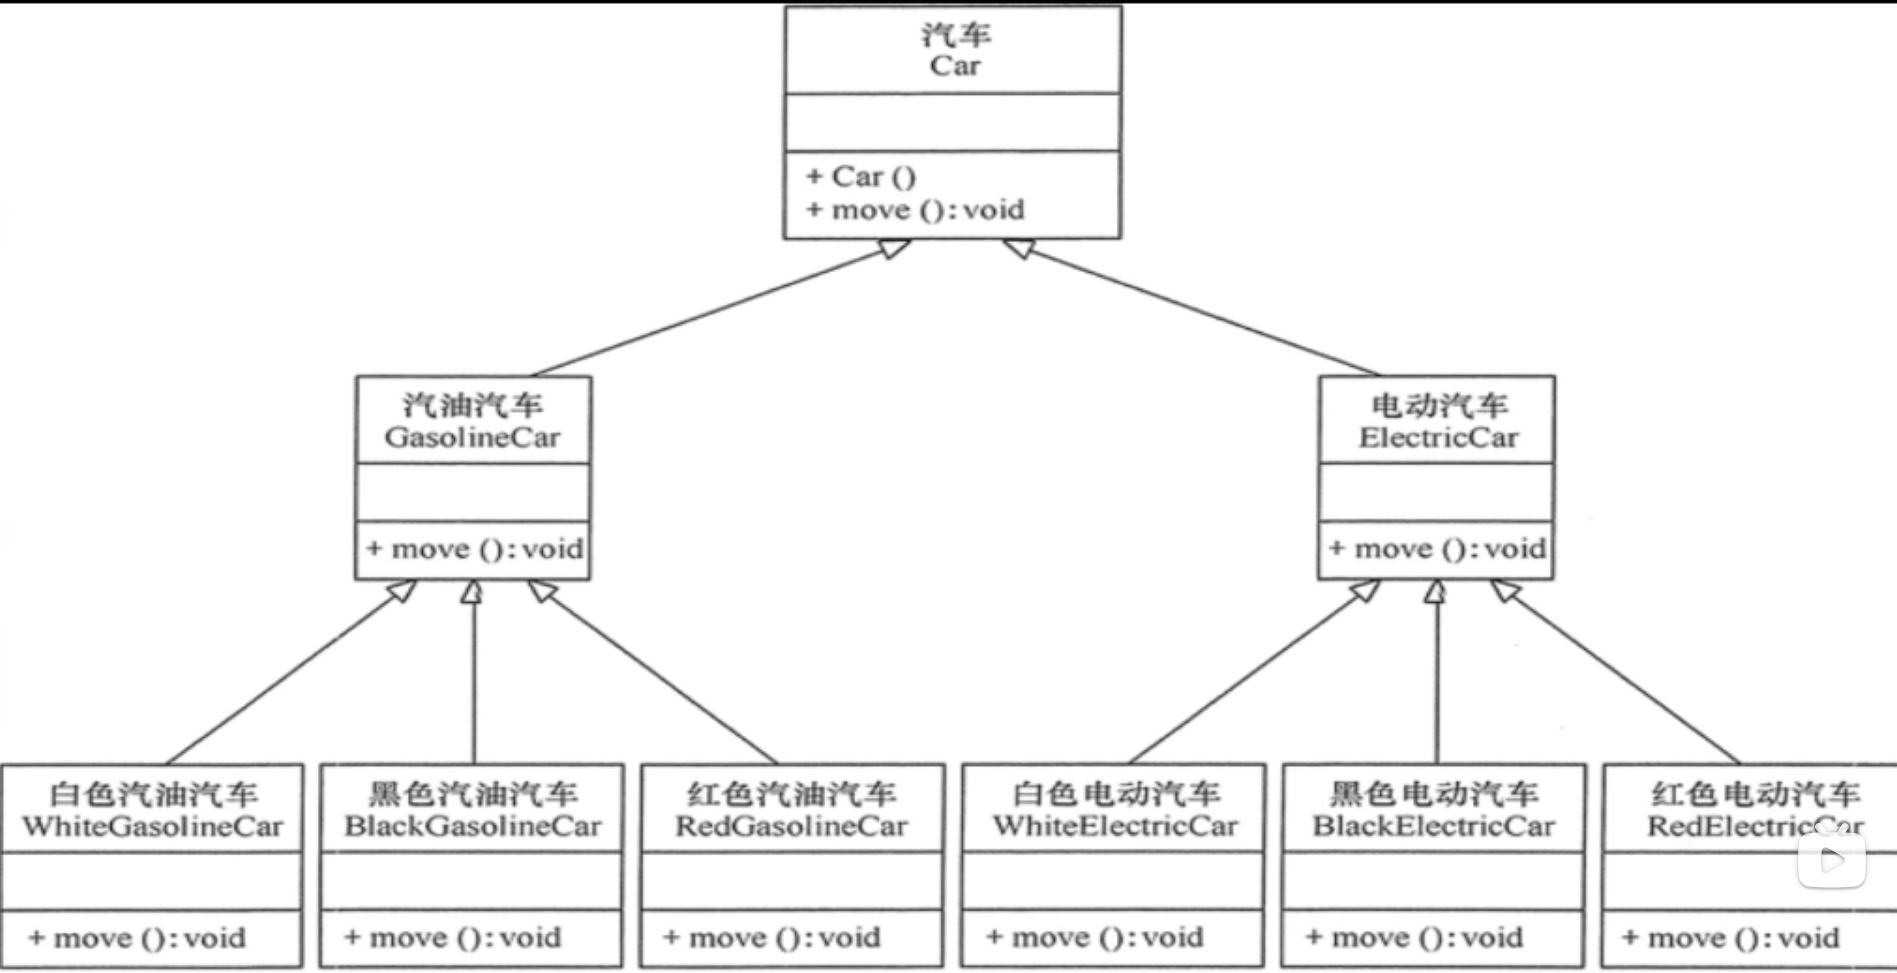 汽车
Car
+ Car ()
+ move (): void
汽油汽车
GasolineCar
+ move (): void
电动汽车
ElectricCar
+ move (): void
白色汽油汽车
WhiteGasolineCar
+ move (): void
黑色汽油汽车
BlackGasolineCar
+ move (): void
红色汽油汽车
RedGasolineCar
+ move (): void
白色电动汽车
WhiteElectricCar
+ move (): void
黑色电动汽车
BlackElectricCar
+ move (): void
红色电动汽车
RedElectricCar
+ move (): void